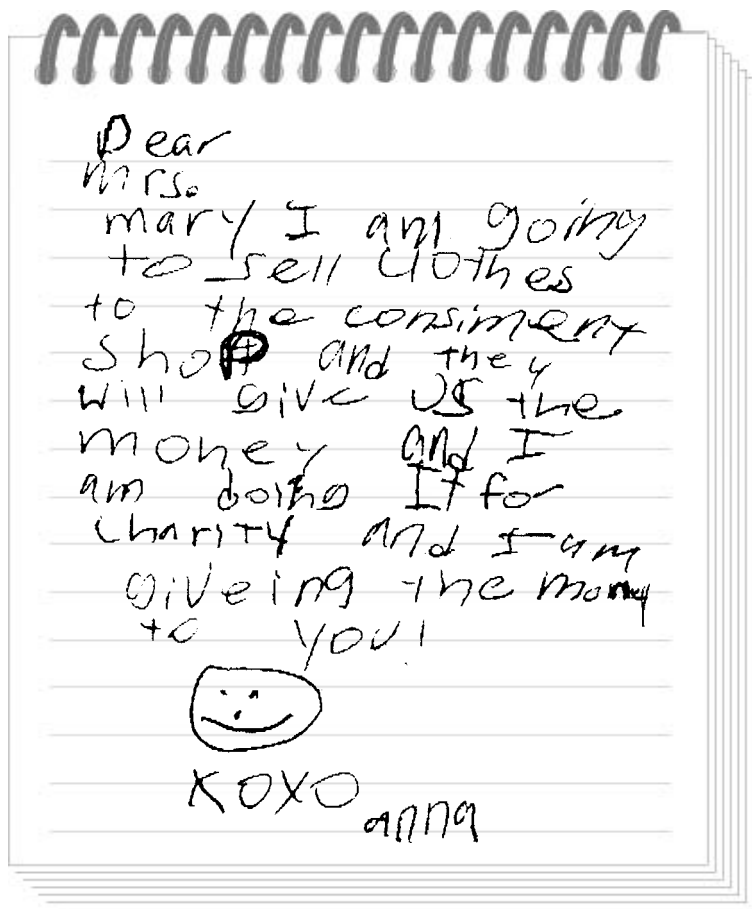 Dear
Mrs.
mary I am going
to sell clothes
to the consiment
shop and they
will give us the
money and I
am doing It for
charity and I am
giveing the money
to you!
XOXO
anna